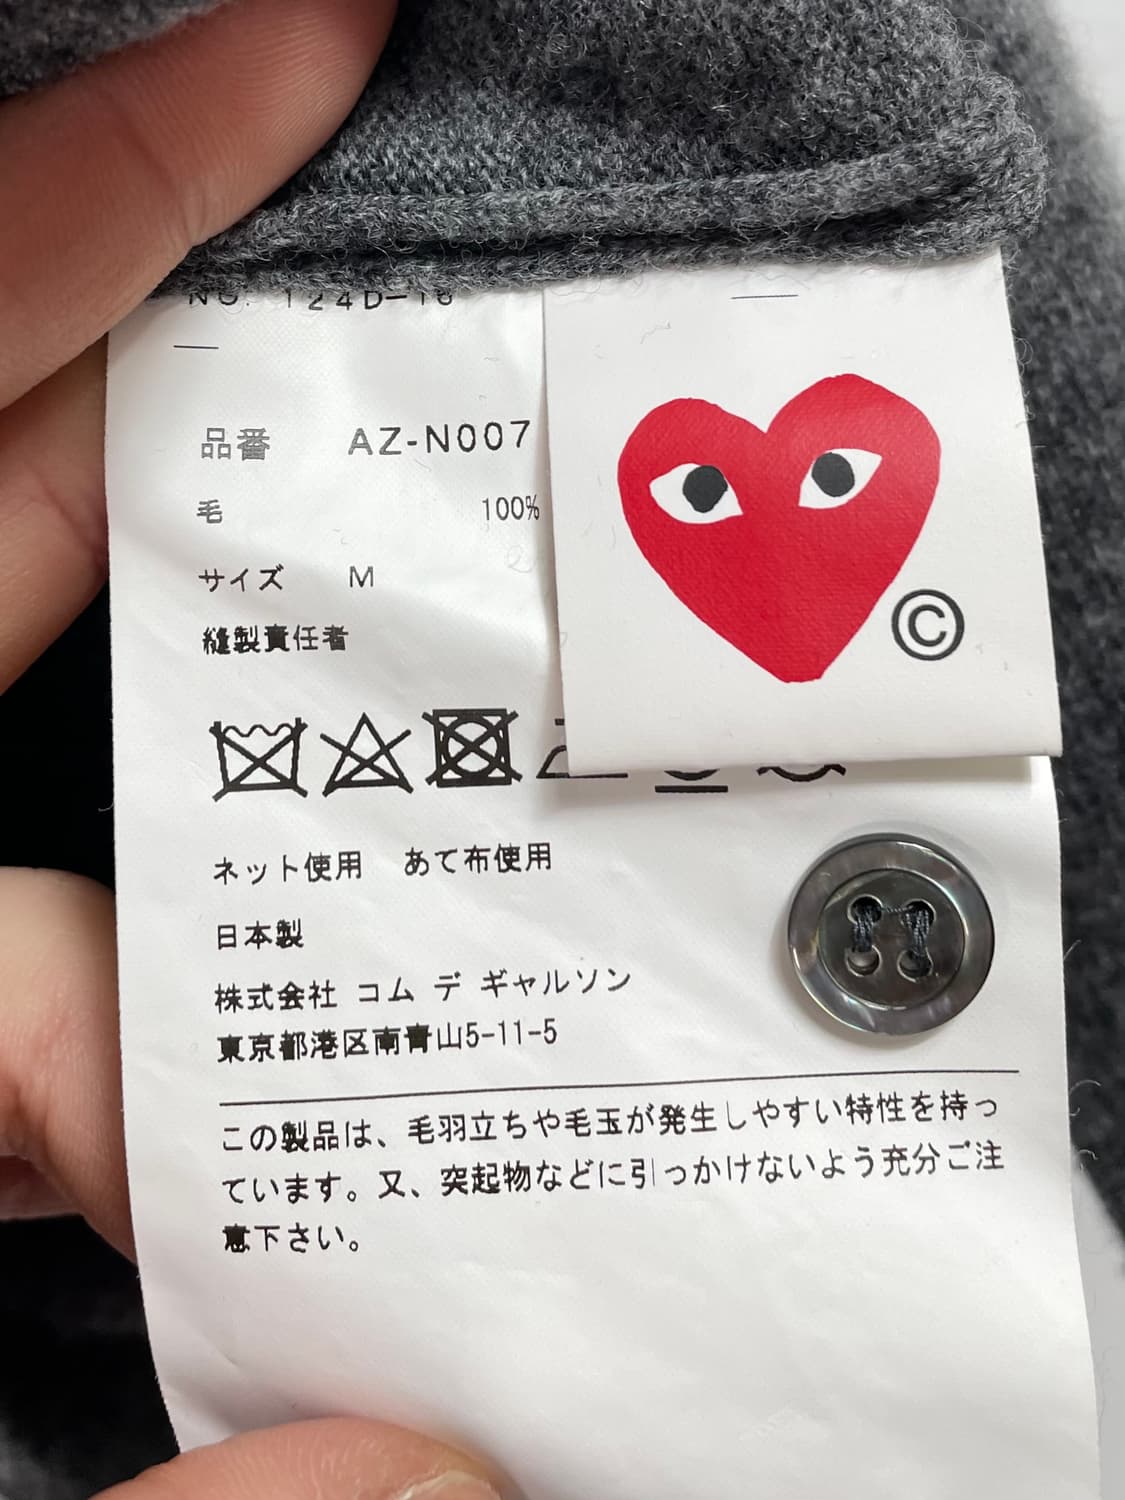 NO. 124D-18
品番 AZ-N007
毛 100%
サイズ M
縫製責任者
©
ネット使用 あて布使用
日本製
株式会社 コム デ ギャルソン
東京都港区南青山5-11-5
この製品は、毛羽立ちや毛玉が発生しやすい特性を持っ
ています。又、突起物などに引っかけないよう充分ご注
意下さい。